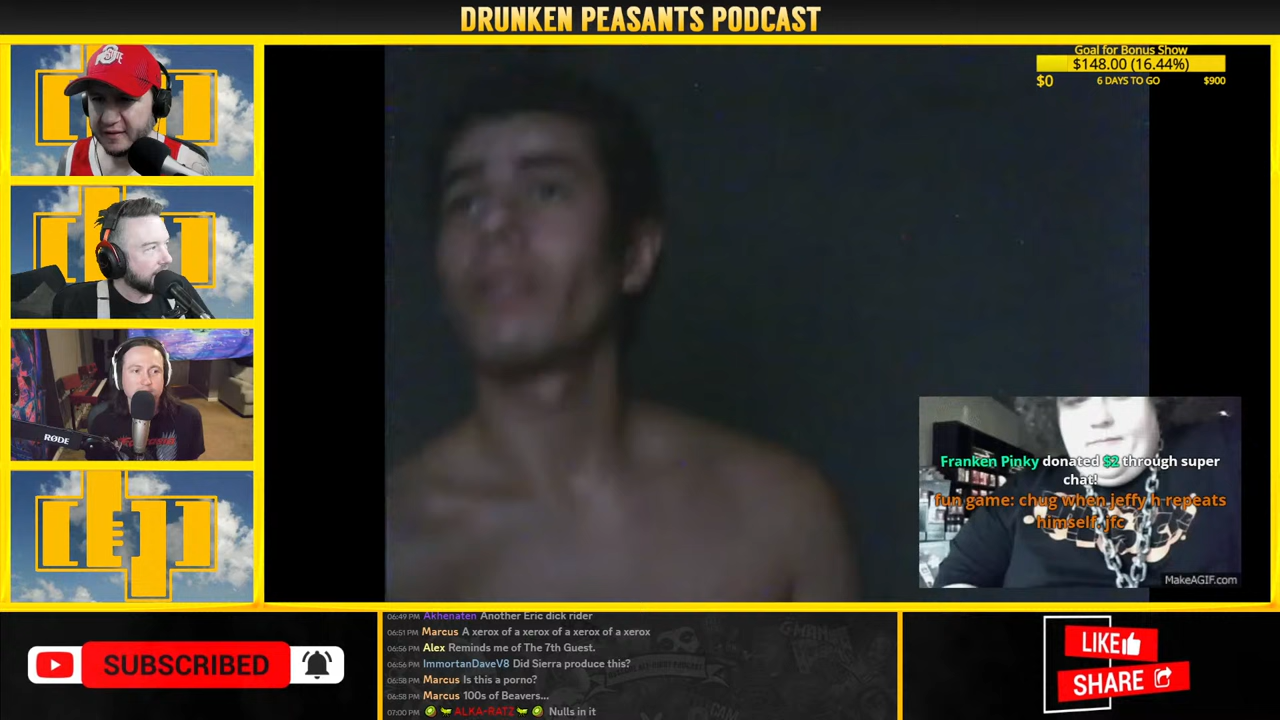 DRUNKEN PEASANTS PODCAST
Goal for Bonus Show
$148.00 (16.44%)
$0 6 DAYS TO GO $900
RØDE
Franken Pinky donated $2 through super
chat!
fun game: chug when jeffy h repeats
himself. jfc
MakeAGIF.com
06:49 PM Akhenaten Another Eric dick rider
06:51 PM Marcus A xerox of a xerox of a xerox of a xerox
06:56 PM Alex Reminds me of The 7th Guest.
06:56 PM ImmortanDaveV8 Did Sierra produce this?
06:58 PM Marcus Is this a porno?
06:58 PM Marcus 100s of Beavers...
07:00 PM ALKA-RATZ Nulls in it
SUBSCRIBED
LIKE
SHARE